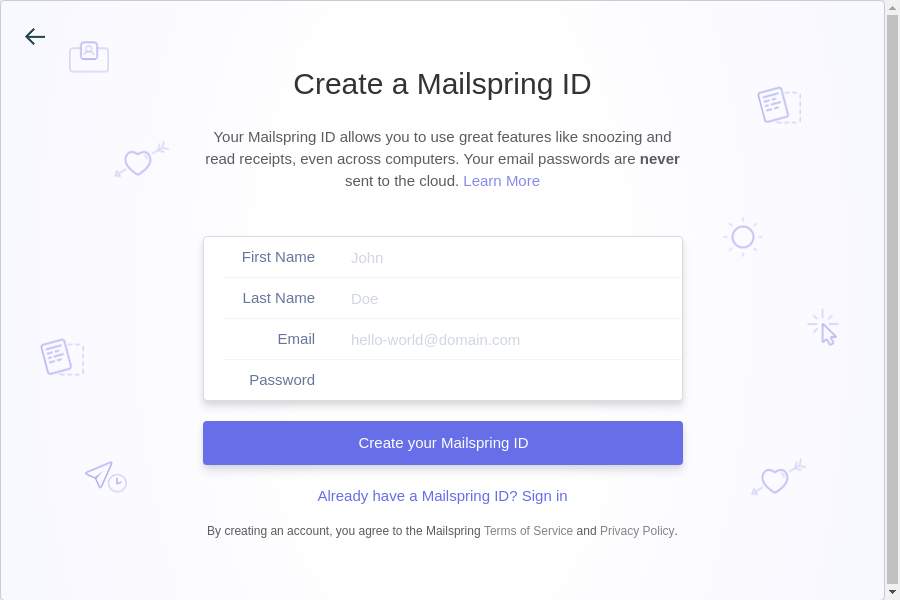 Create a Mailspring ID
Your Mailspring ID allows you to use great features like snoozing and
read receipts, even across computers. Your email passwords are never
sent to the cloud. Learn More
First Name John
Last Name Doe
Email hello-world@domain.com
Password
Create your Mailspring ID
Already have a Mailspring ID? Sign in
By creating an account, you agree to the Mailspring Terms of Service and Privacy Policy.